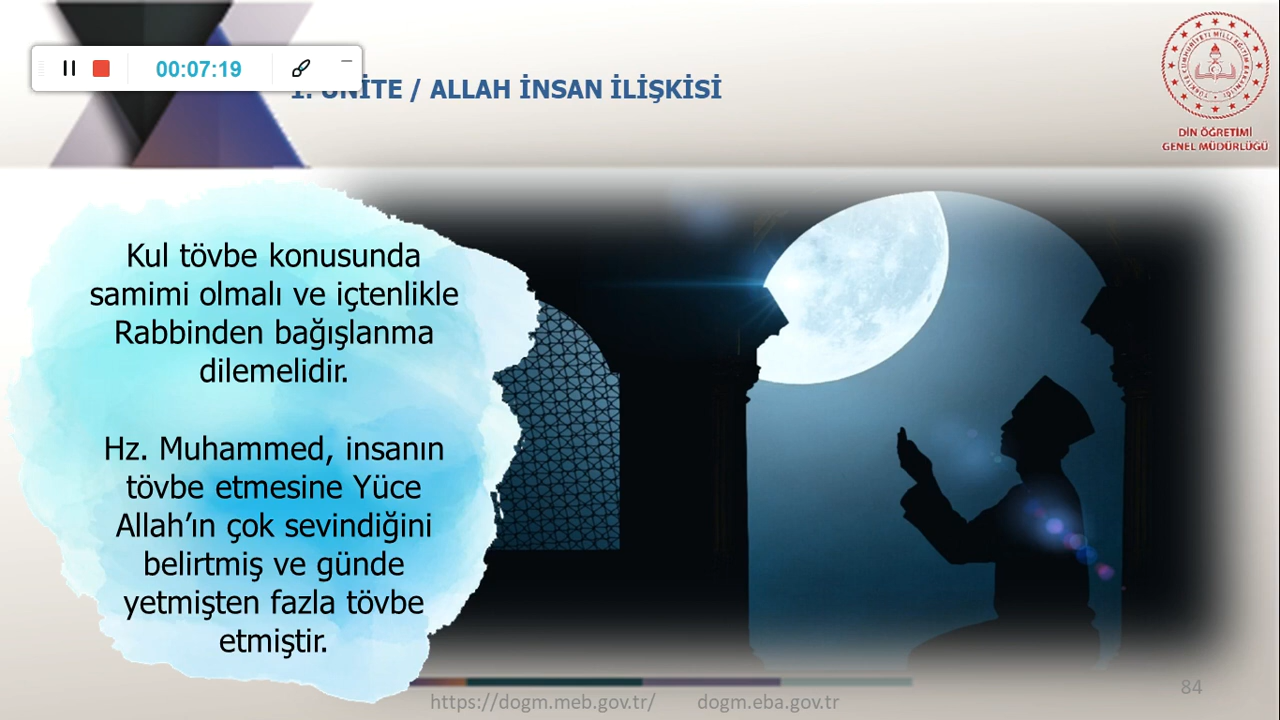 00:07:19
1. ÜNİTE / ALLAH İNSAN İLİŞKİSİ
DİN ÖĞRETİMİ
GENEL MÜDÜRLÜĞÜ
Kul tövbe konusunda
samimi olmalı ve içtenlikle
Rabbinden bağışlanma
dilemelidir.
Hz. Muhammed, insanın
tövbe etmesine Yüce
Allah’ın çok sevindiğini
belirtmiş ve günde
yetmişten fazla tövbe
etmiştir.
https://dogm.meb.gov.tr/ dogm.eba.gov.tr
84